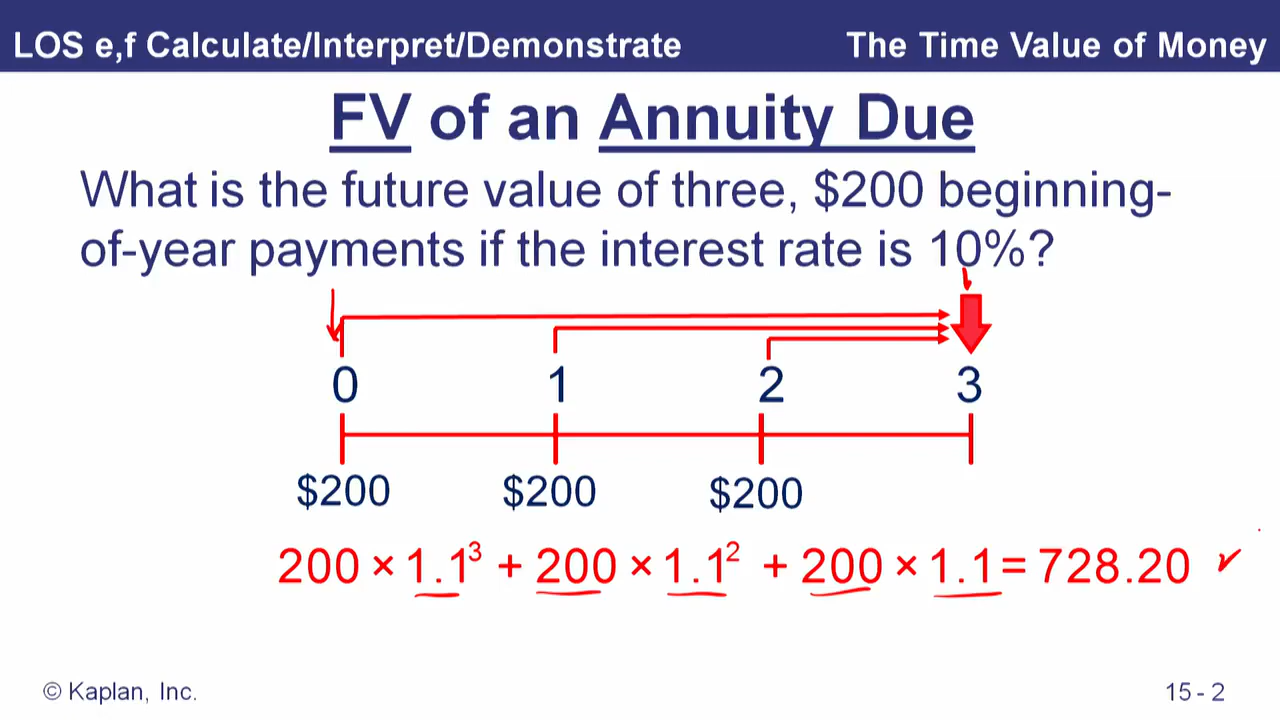 LOS e,f Calculate/Interpret/Demonstrate The Time Value of Money
FV of an Annuity Due
What is the future value of three, $200 beginning-
of-year payments if the interest rate is 10%?
0 1 2 3
$200 $200 $200
200 × 1.1³ + 200 × 1.1² + 200 × 1.1 = 728.20
© Kaplan, Inc. 15 - 2